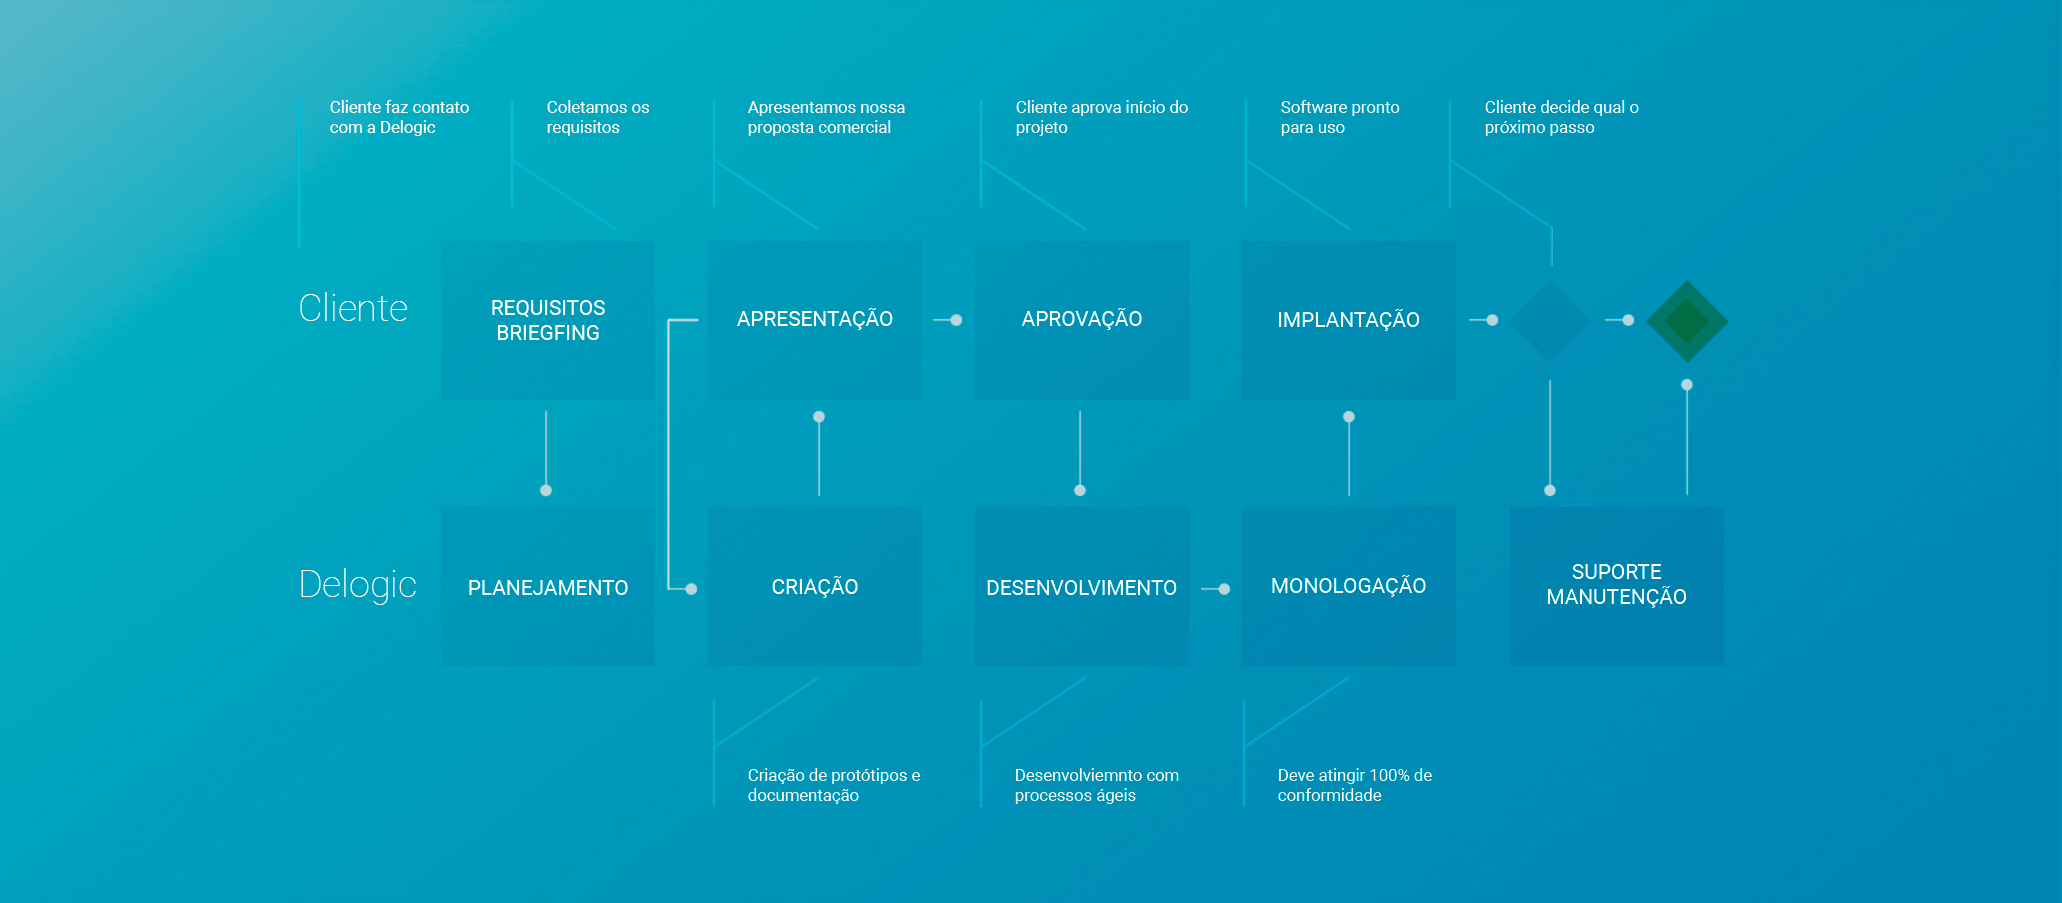 Cliente faz contato
com a Delogic
Coletamos os
requisitos
Apresentamos nossa
proposta comercial
Cliente aprova início do
projeto
Software pronto
para uso
Cliente decide qual o
próximo passo
Cliente
REQUISITOS
BRIEGFING
APRESENTAÇÃO
APROVAÇÃO
IMPLANTAÇÃO
Delogic
PLANEJAMENTO
CRIAÇÃO
DESENVOLVIMENTO
MONOLOGAÇÃO
SUPORTE
MANUTENÇÃO
Criação de protótipos e
documentação
Desenvolviemnto com
processos ágeis
Deve atingir 100% de
conformidade